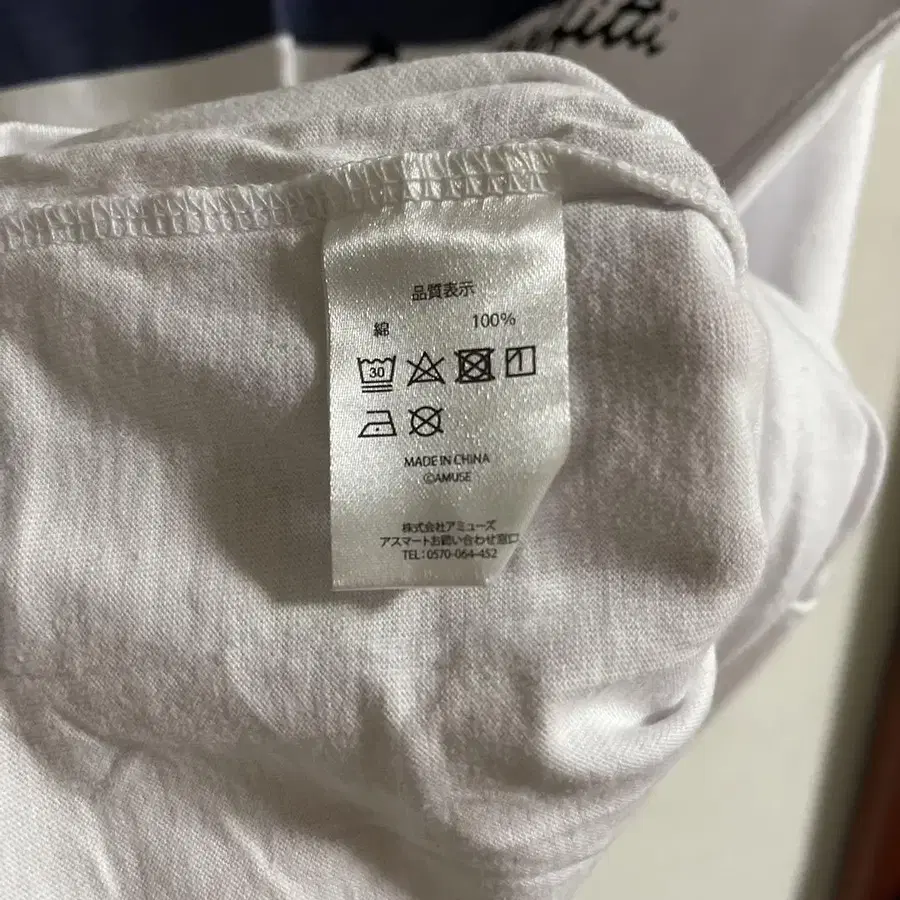 品質表示
綿 100%
30
MADE IN CHINA
©AMUSE
株式会社アミューズ
アスマートお問い合わせ窓口
TEL:0570-064-452